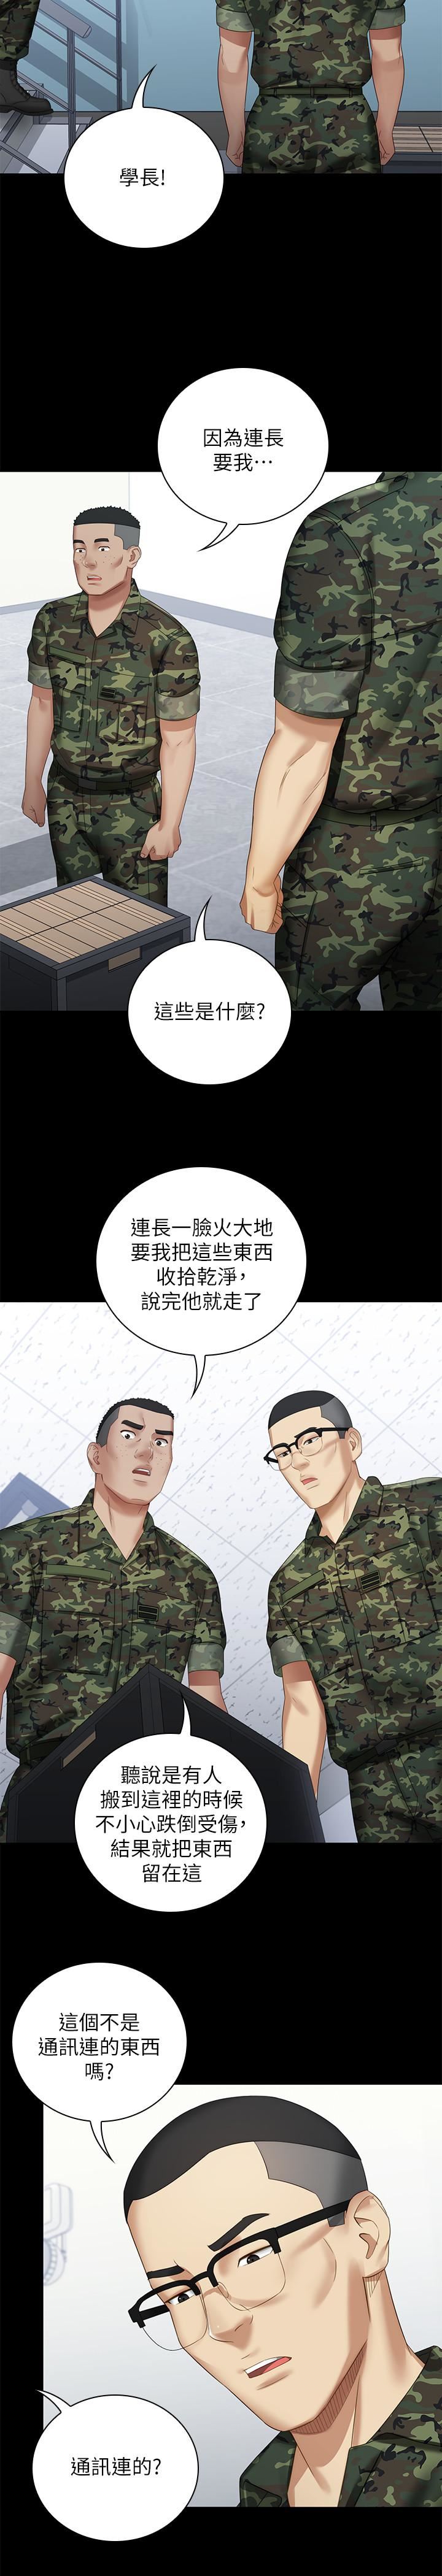 學長!
因為連長
要我⋯
這些是什麼?
連長一臉火大地
要我把這些東西
收拾乾淨,
說完他就走了
聽說是有人
搬到這裡的時候
不小心跌倒受傷,
結果就把東西
留在這
這個不是
通訊連的東西
嗎?
通訊連的?